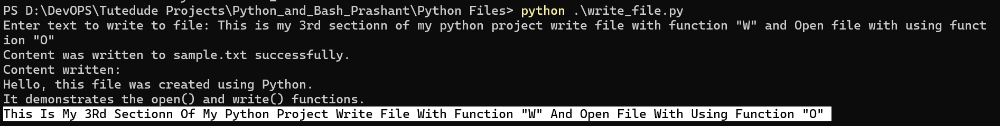 PS D:\DevOPS\Tutedude Projects\Python_and_Bash_Prashant\Python Files> python .\write_file.py
Enter text to write to file: This is my 3rd sectionn of my python project write file with function "W" and Open file with using funct
ion "O"
Content was written to sample.txt successfully.
Content written:
Hello, this file was created using Python.
It demonstrates the open() and write() functions.
This Is My 3Rd Sectionn Of My Python Project Write File With Function "W" And Open File With Using Function "O"